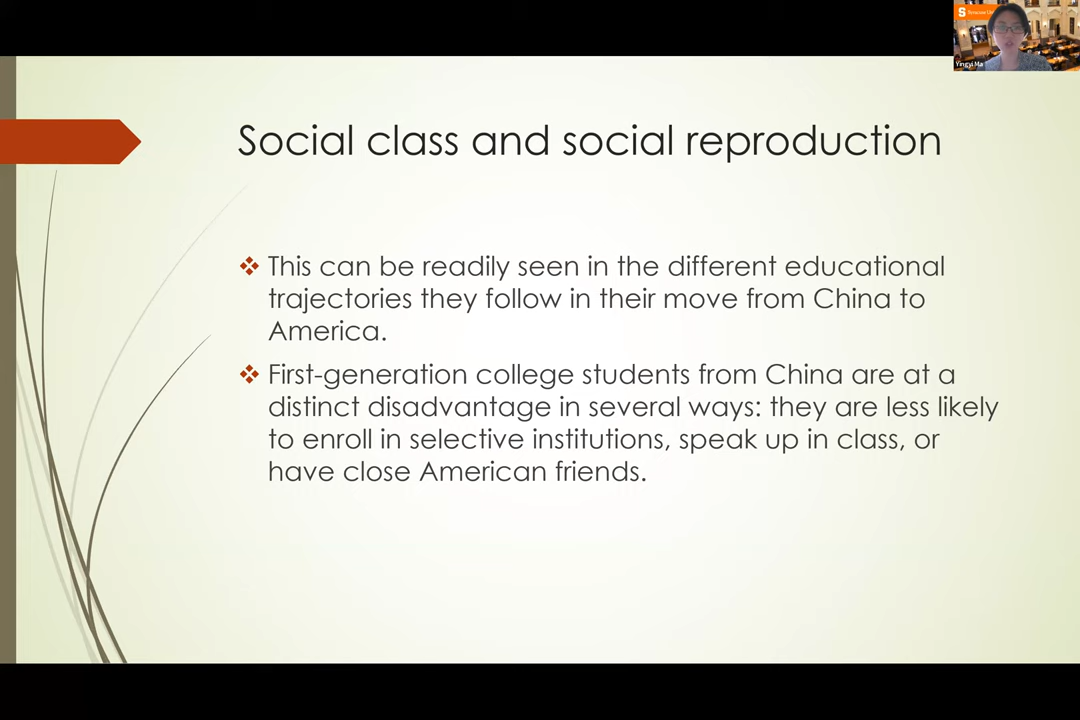 Social class and social reproduction
❖ This can be readily seen in the different educational
trajectories they follow in their move from China to
America.
❖ First-generation college students from China are at a
distinct disadvantage in several ways: they are less likely
to enroll in selective institutions, speak up in class, or
have close American friends.
S
Yingyi Ma